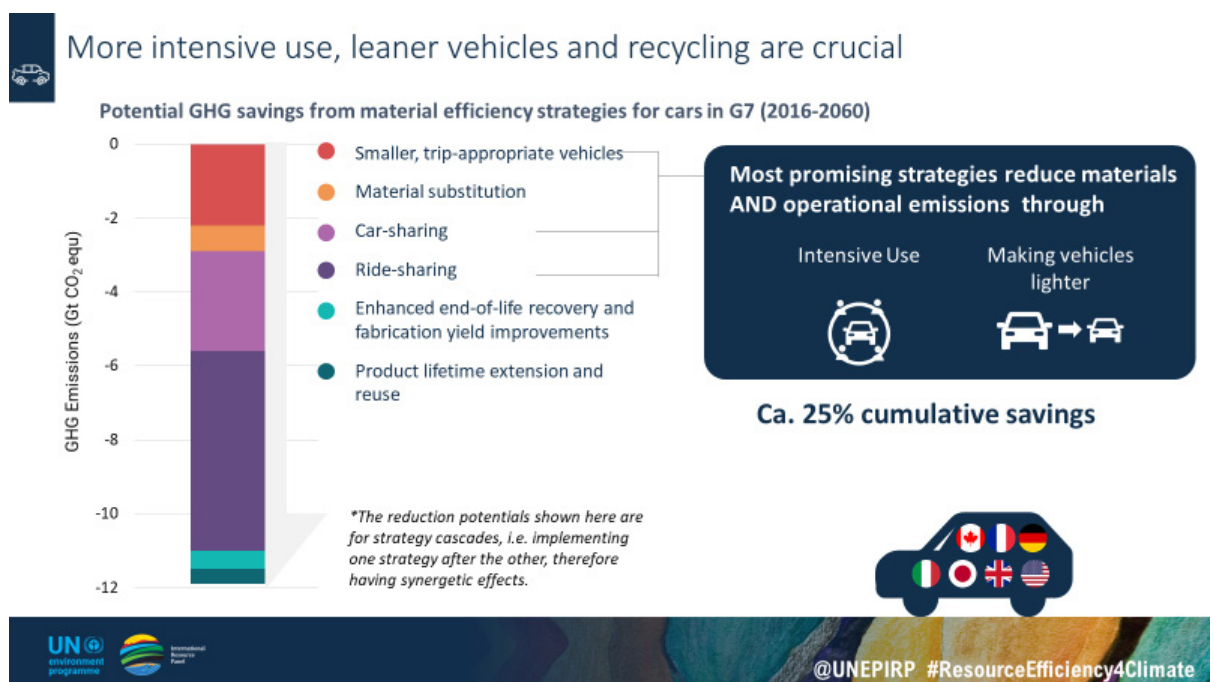 More intensive use, leaner vehicles and recycling are crucial
Potential GHG savings from material efficiency strategies for cars in G7 (2016-2060)
GHG Emissions (Gt CO₂ equ)
0
-2
-4
-6
-8
-10
-12
Smaller, trip-appropriate vehicles
Material substitution
Car-sharing
Ride-sharing
Enhanced end-of-life recovery and
fabrication yield improvements
Product lifetime extension and
reuse
*The reduction potentials shown here are
for strategy cascades, i.e. implementing
one strategy after the other, therefore
having synergetic effects.
Most promising strategies reduce materials
AND operational emissions through
Intensive Use
Making vehicles
lighter
Ca. 25% cumulative savings
UN
environment
programme
International
Resource
Panel
@UNEPIRP #ResourceEfficiency4Climate